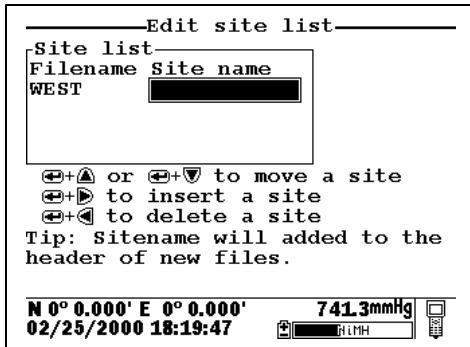 Edit site list
Site list
Filename Site name
WEST
+ or + to move a site
+ to insert a site
+ to delete a site
Tip: Sitename will added to the
header of new files.
N 0° 0.000' E 0° 0.000' 741.3mmHg
02/25/2000 18:19:47 NiMH